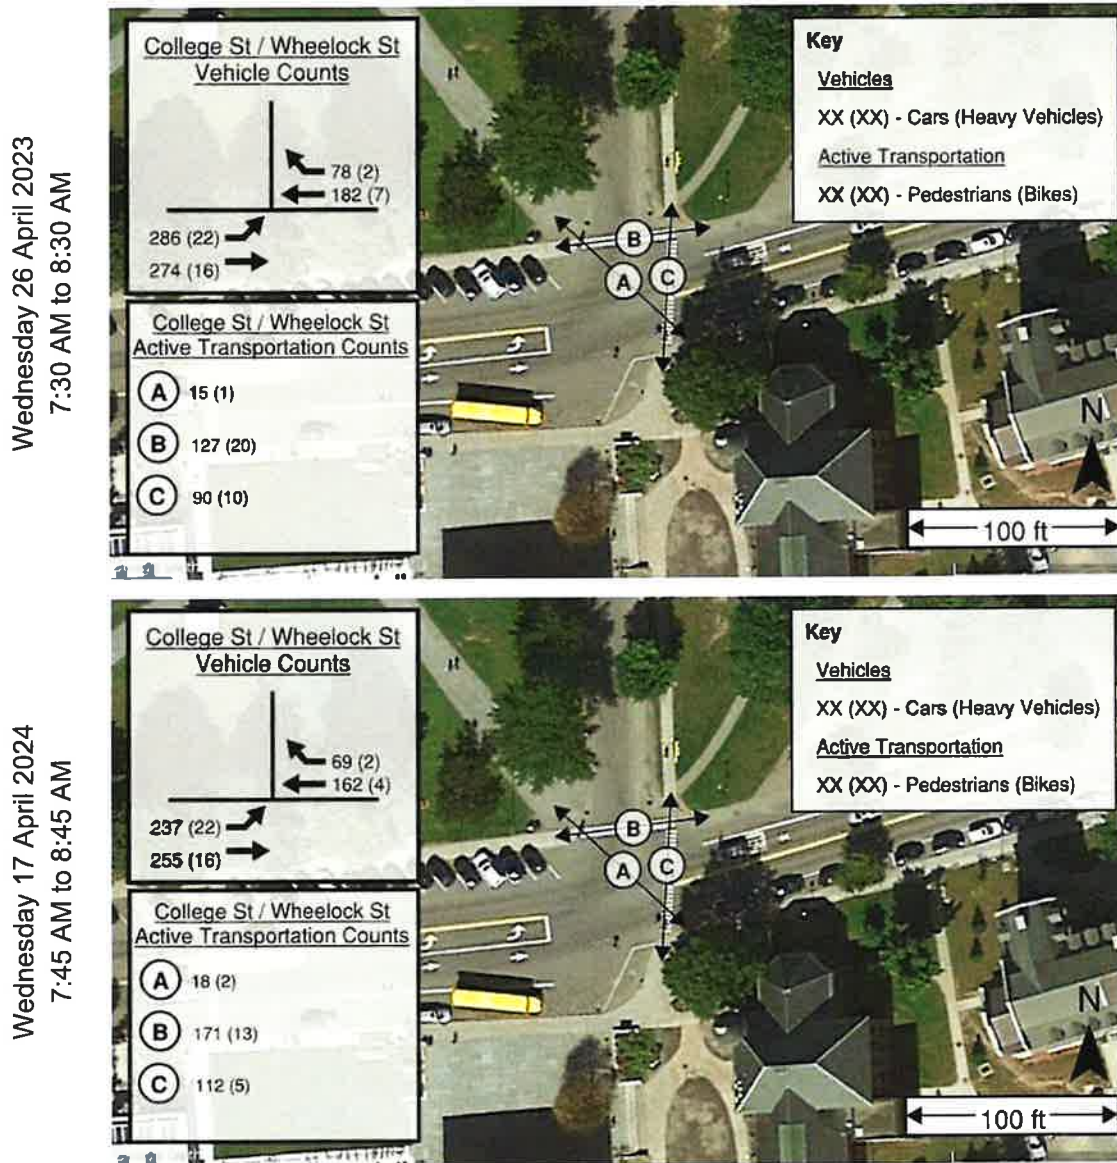 Wednesday 26 April 2023
7:30 AM to 8:30 AM
College St / Wheelock St
Vehicle Counts
78 (2)
182 (7)
286 (22)
274 (16)
College St / Wheelock St
Active Transportation Counts
A 15 (1)
B 127 (20)
C 90 (10)
B
A
C
Key
Vehicles
XX (XX) - Cars (Heavy Vehicles)
Active Transportation
XX (XX) - Pedestrians (Bikes)
N
100 ft
Wednesday 17 April 2024
7:45 AM to 8:45 AM
College St / Wheelock St
Vehicle Counts
69 (2)
162 (4)
237 (22)
255 (16)
College St / Wheelock St
Active Transportation Counts
A 18 (2)
B 171 (13)
C 112 (5)
B
A
C
Key
Vehicles
XX (XX) - Cars (Heavy Vehicles)
Active Transportation
XX (XX) - Pedestrians (Bikes)
N
100 ft